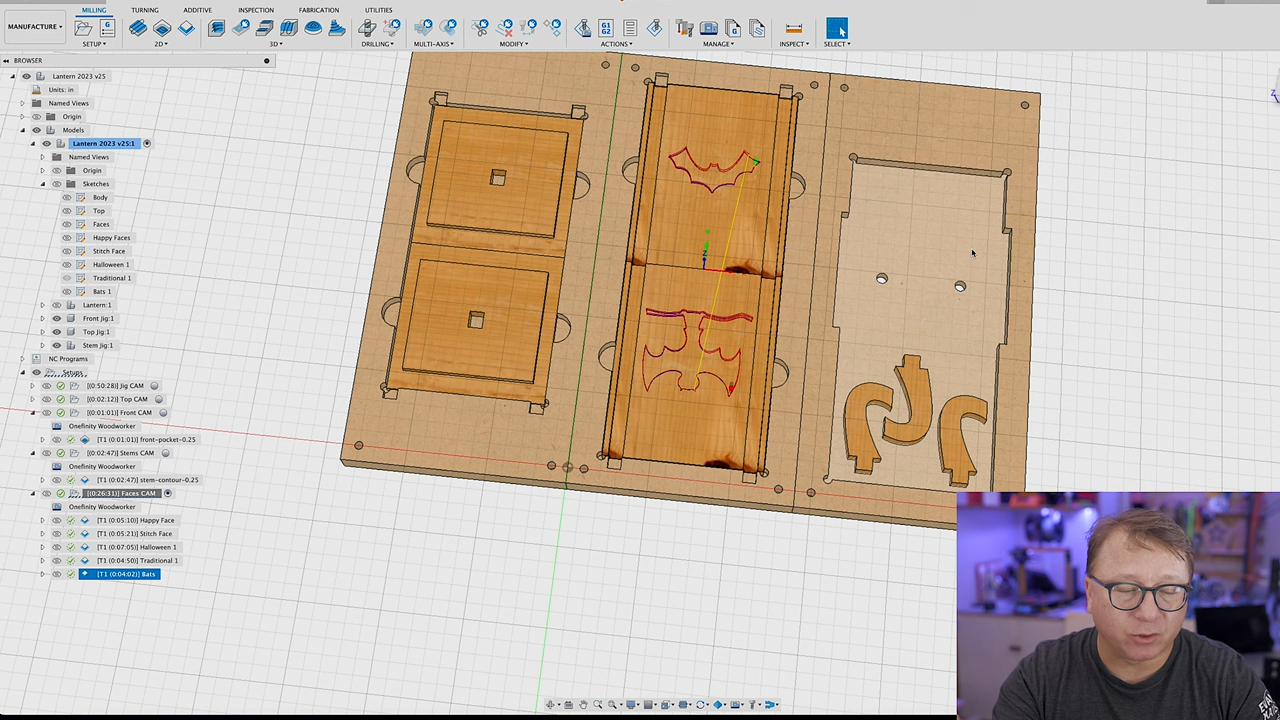 MILLING TURNING ADDITIVE INSPECTION FABRICATION UTILITIES
MANUFACTURE
SETUP 2D 3D DRILLING MULTI-AXIS MODIFY ACTIONS MANAGE INSPECT SELECT
G1
G2
BROWSER
Lantern 2023 v25
Units: in
Named Views
Origin
Models
Lantern 2023 v25:1
Named Views
Origin
Sketches
Body
Top
Faces
Happy Faces
Stitch Face
Halloween 1
Traditional 1
Bats 1
Lantern:1
Front Jig:1
Top Jig:1
Stem Jig:1
NC Programs
Setups
[(0:50:28)] Jig CAM
[(0:02:12)] Top CAM
[(0:01:01)] Front CAM
Onefinity Woodworker
[T1 (0:01:01)] front-pocket-0.25
[(0:02:47)] Stems CAM
Onefinity Woodworker
[T1 (0:02:47)] stem-contour-0.25
[(0:26:31)] Faces CAM
Onefinity Woodworker
[T1 (0:05:10)] Happy Face
[T1 (0:05:21)] Stitch Face
[T1 (0:07:05)] Halloween 1
[T1 (0:04:50)] Traditional 1
[T1 (0:04:02)] Bats
Z
Z